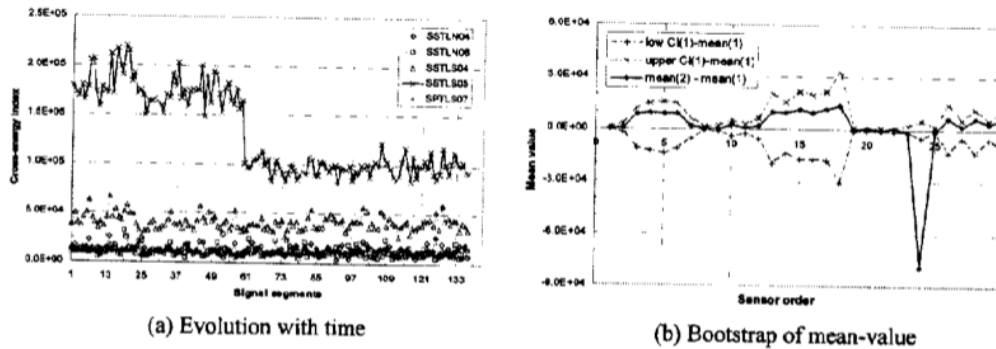 2.5E+05
2.0E+05
1.5E+05
1.0E+05
5.0E+04
0.0E+00
Cross-energy Index
SSTLN04
SSTLN06
SSTLS04
SSTLS05
SPTLS07
1 13 25 37 49 61 73 85 97 109 121 133
Signal segments
(a) Evolution with time
6.0E+04
3.0E+04
0.0E+00
-3.0E+04
-6.0E+04
-9.0E+04
Mean value
low CI(1)-mean(1)
upper CI(1)-mean(1)
mean(2) - mean(1)
0 5 10 15 20 25
Sensor order
(b) Bootstrap of mean-value